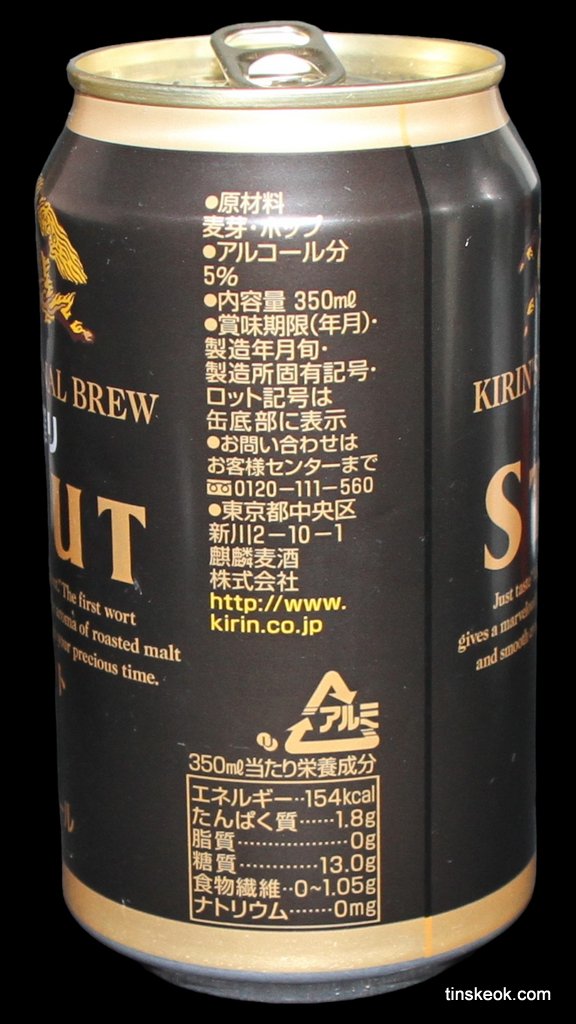 AL BREW
UT
The first wort
aroma of roasted malt
your precious time.
ト
ル
●原材料
麦芽・ホップ
●アルコール分
5%
●内容量 350mℓ
●賞味期限(年月)・
製造年月旬・
製造所固有記号・
ロット記号は
缶底部に表示
●お問い合わせは
お客様センターまで
0120-111-560
●東京都中央区
新川2-10-1
麒麟麦酒
株式会社
http://www.
kirin.co.jp
アルミ
350mℓ当たり栄養成分
エネルギー‥154kcal
たんぱく質……1.8g
脂質………………0g
糖質…………13.0g
食物繊維‥0~1.05g
ナトリウム……‥0mg
KIRIN
S
Just taste
gives a marvelous
and smooth
tinskeok.com